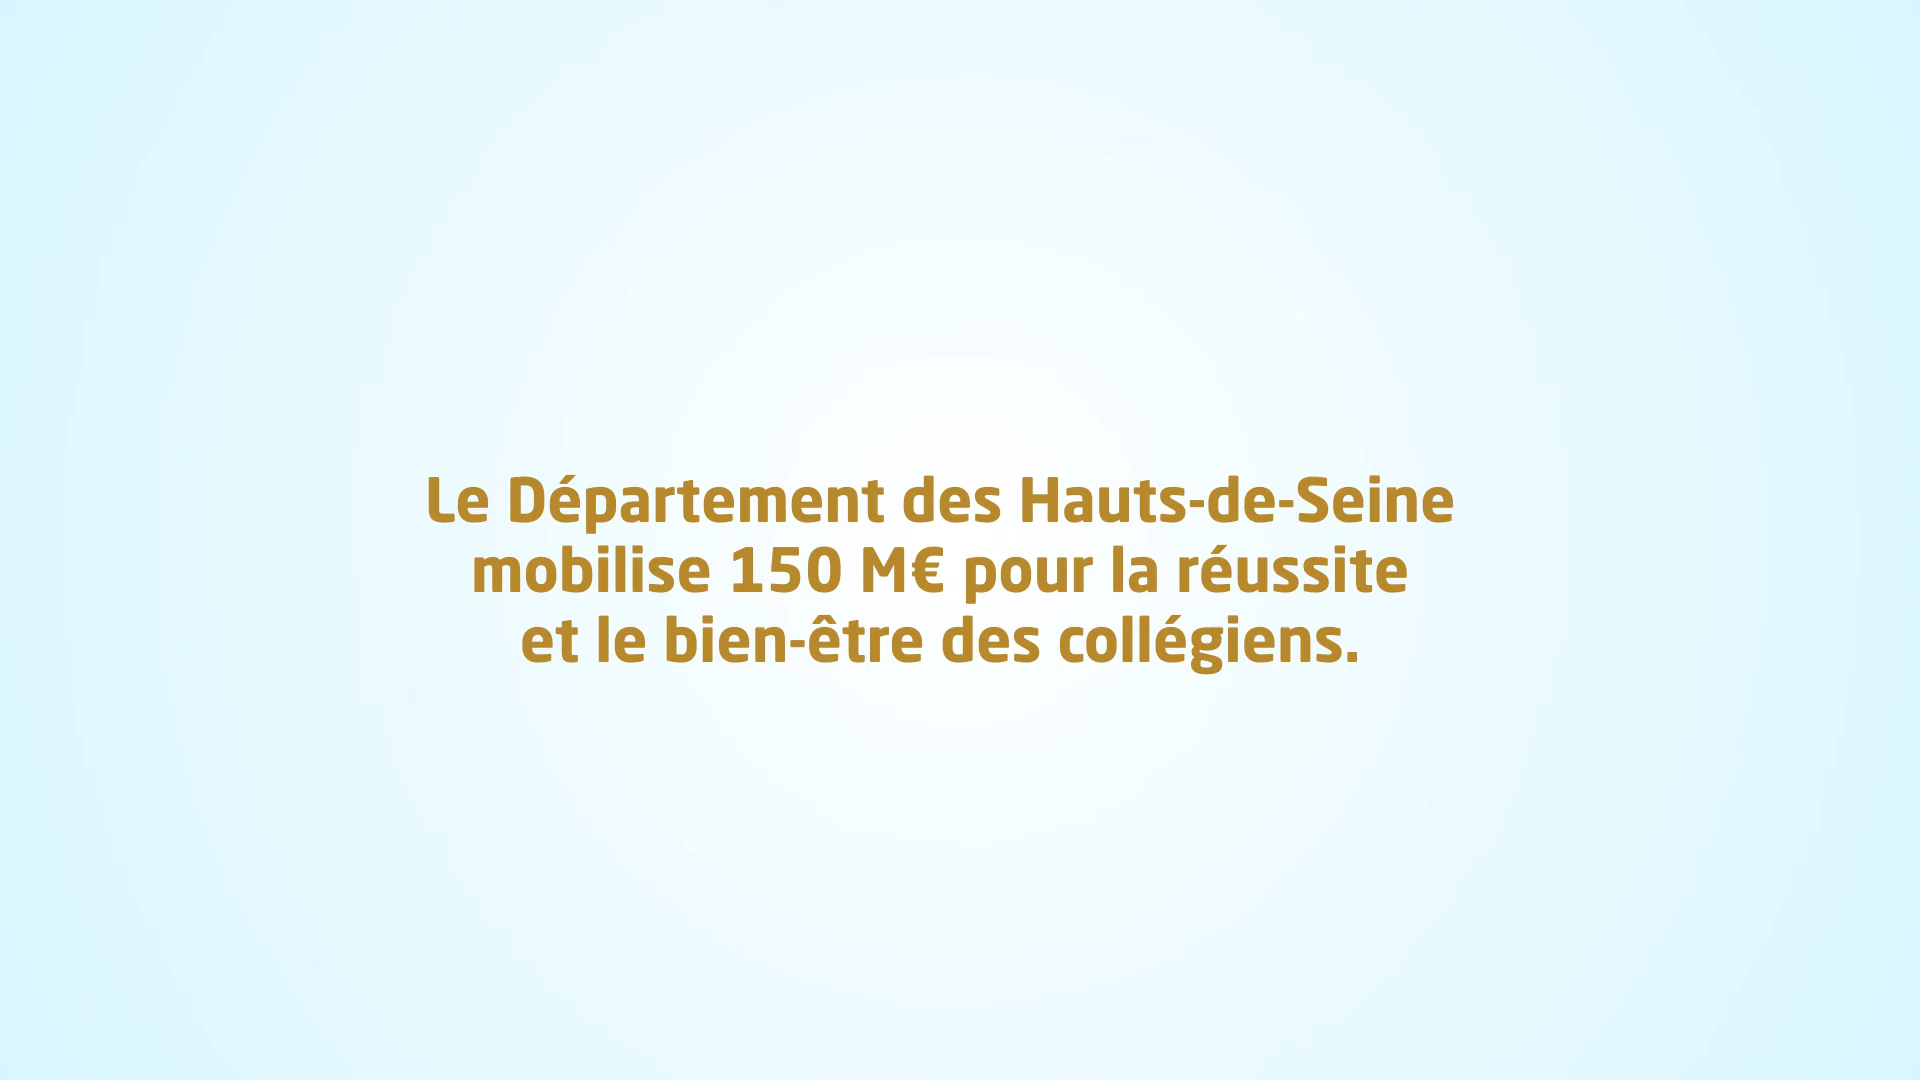 Le Département des Hauts-de-Seine
mobilise 150 M€ pour la réussite
et le bien-être des collégiens.